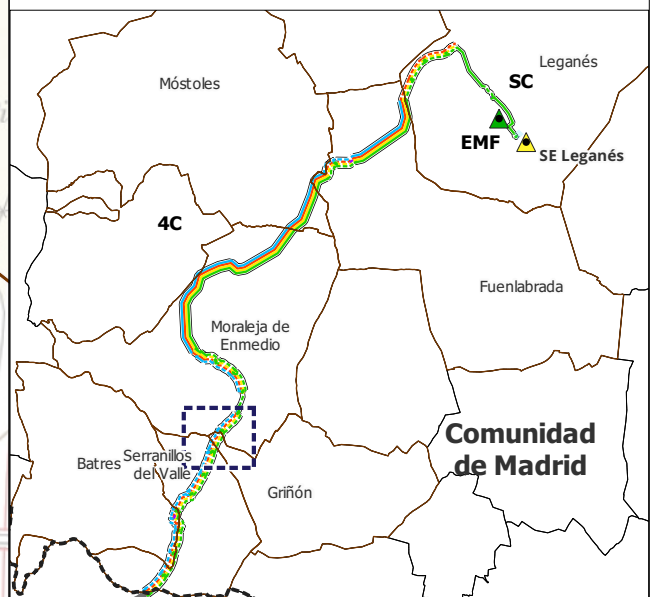 Leganés
SC
Móstoles
EMF
SE Leganés
4C
Fuenlabrada
Moraleja de
Enmedio
Comunidad
de Madrid
Batres
Serranillos
del Valle
Griñón